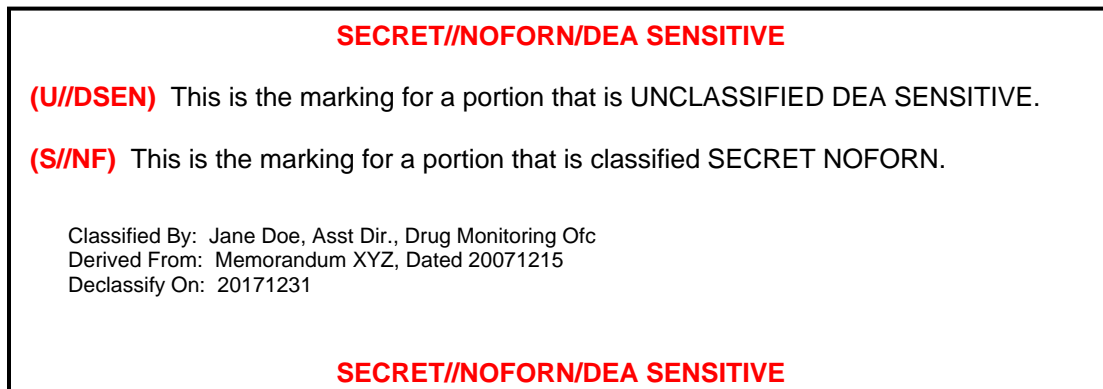 SECRET//NOFORN/DEA SENSITIVE
(U//DSEN) This is the marking for a portion that is UNCLASSIFIED DEA SENSITIVE.
(S//NF) This is the marking for a portion that is classified SECRET NOFORN.
Classified By: Jane Doe, Asst Dir., Drug Monitoring Ofc
Derived From: Memorandum XYZ, Dated 20071215
Declassify On: 20171231
SECRET//NOFORN/DEA SENSITIVE